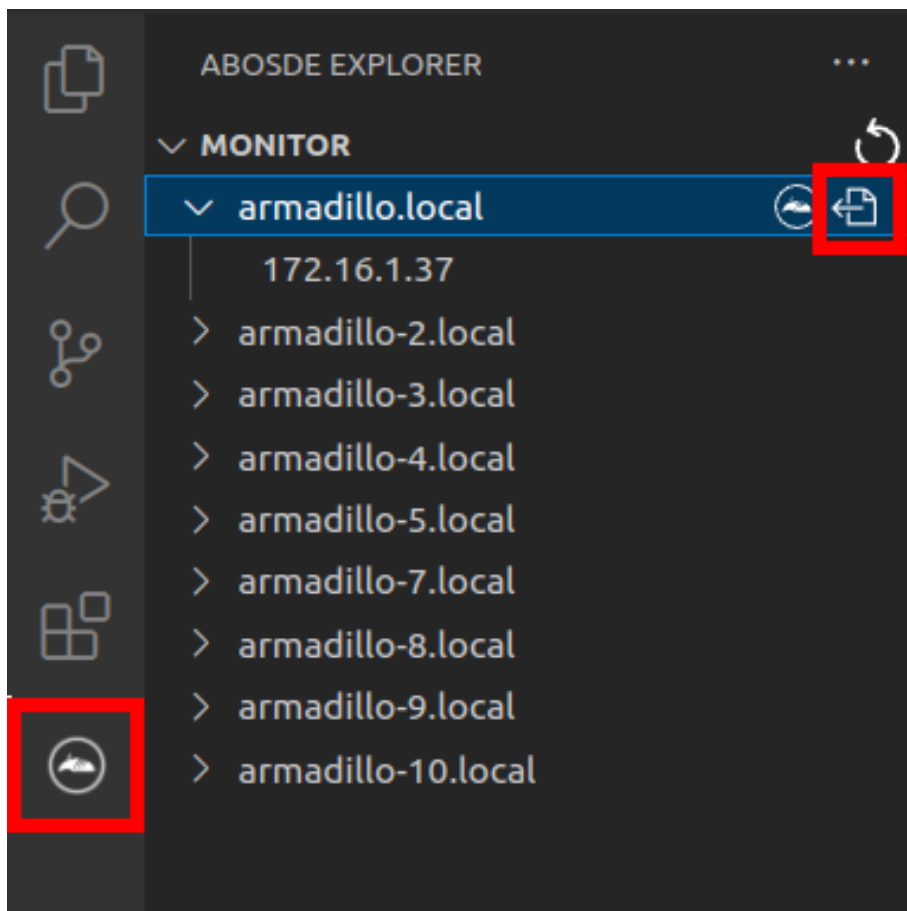 ABOSDE EXPLORER
MONITOR
armadillo.local
172.16.1.37
armadillo-2.local
armadillo-3.local
armadillo-4.local
armadillo-5.local
armadillo-7.local
armadillo-8.local
armadillo-9.local
armadillo-10.local